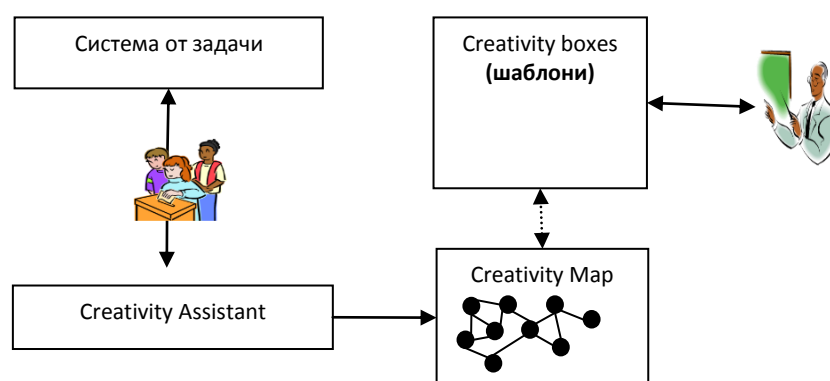 Система от задачи
Creativity boxes
(шаблони)
Creativity Assistant
Creativity Map